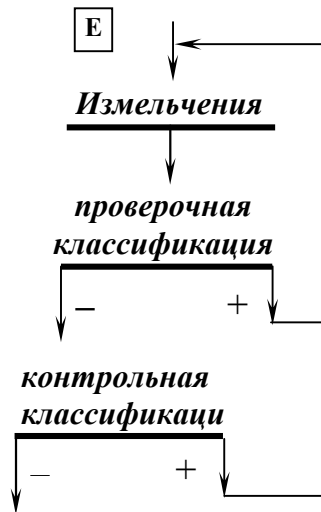 Е
Измельчения
проверочная
классификация
– +
контрольная
классификаци
– +